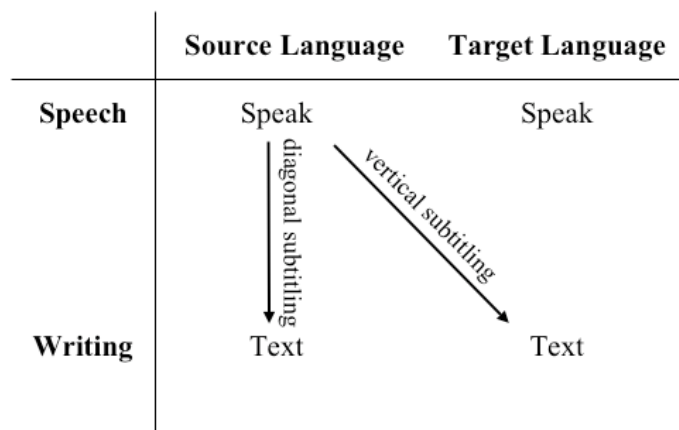 Source Language Target Language
Speech Speak Speak
diagonal subtitling
vertical subtitling
Writing Text Text